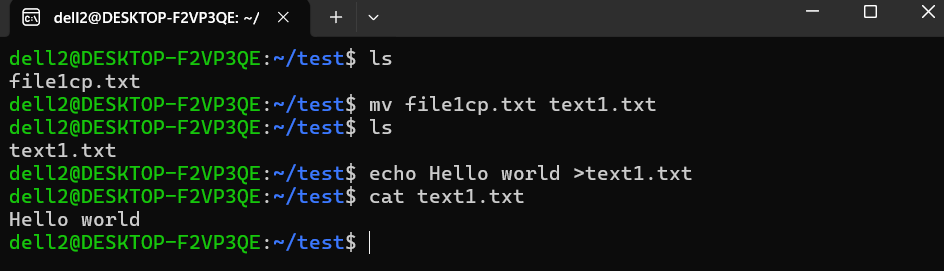 dell2@DESKTOP-F2VP3QE: ~/
dell2@DESKTOP-F2VP3QE:~/test$ ls
file1cp.txt
dell2@DESKTOP-F2VP3QE:~/test$ mv file1cp.txt text1.txt
dell2@DESKTOP-F2VP3QE:~/test$ ls
text1.txt
dell2@DESKTOP-F2VP3QE:~/test$ echo Hello world >text1.txt
dell2@DESKTOP-F2VP3QE:~/test$ cat text1.txt
Hello world
dell2@DESKTOP-F2VP3QE:~/test$